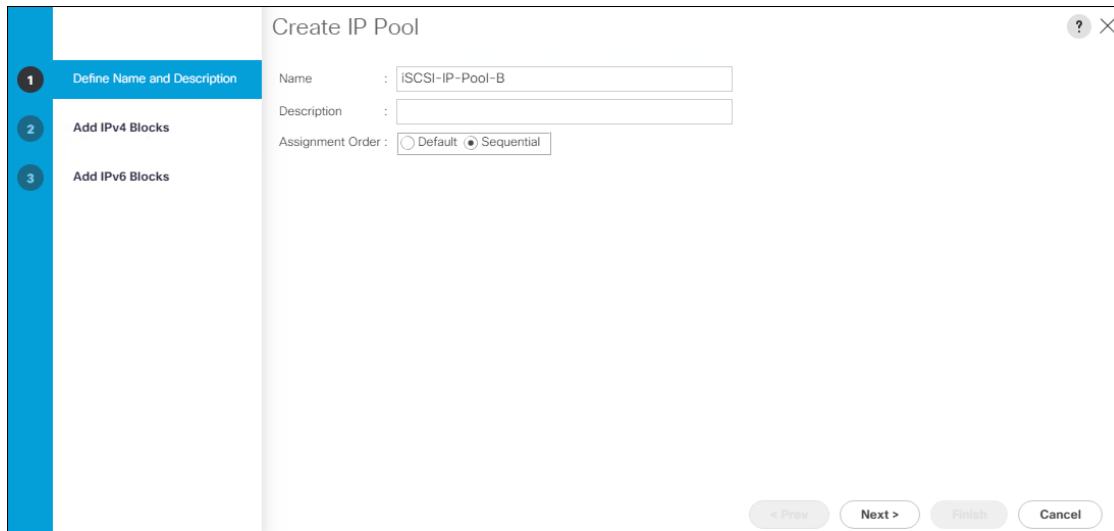 Create IP Pool
?
1 Define Name and Description
2 Add IPv4 Blocks
3 Add IPv6 Blocks
Name : iSCSI-IP-Pool-B
Description :
Assignment Order : Default Sequential
< Prev Next > Finish Cancel